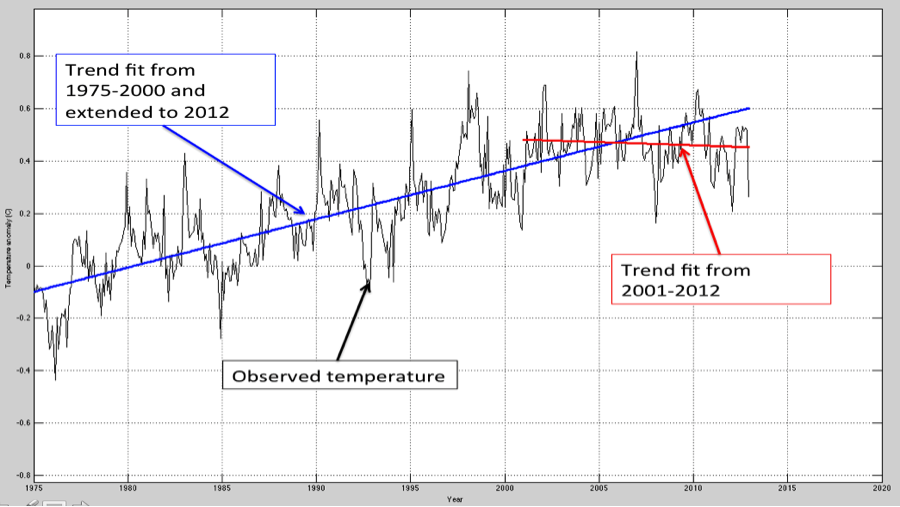 0.8
Trend fit from
1975-2000 and
extended to 2012
0.6
0.4
0.2
0
-0.2
-0.4
-0.6
-0.8
Temperature anomaly (C)
Trend fit from
2001-2012
Observed temperature
1975 1980 1985 1990 1995 2000 2005 2010 2015 2020
Year